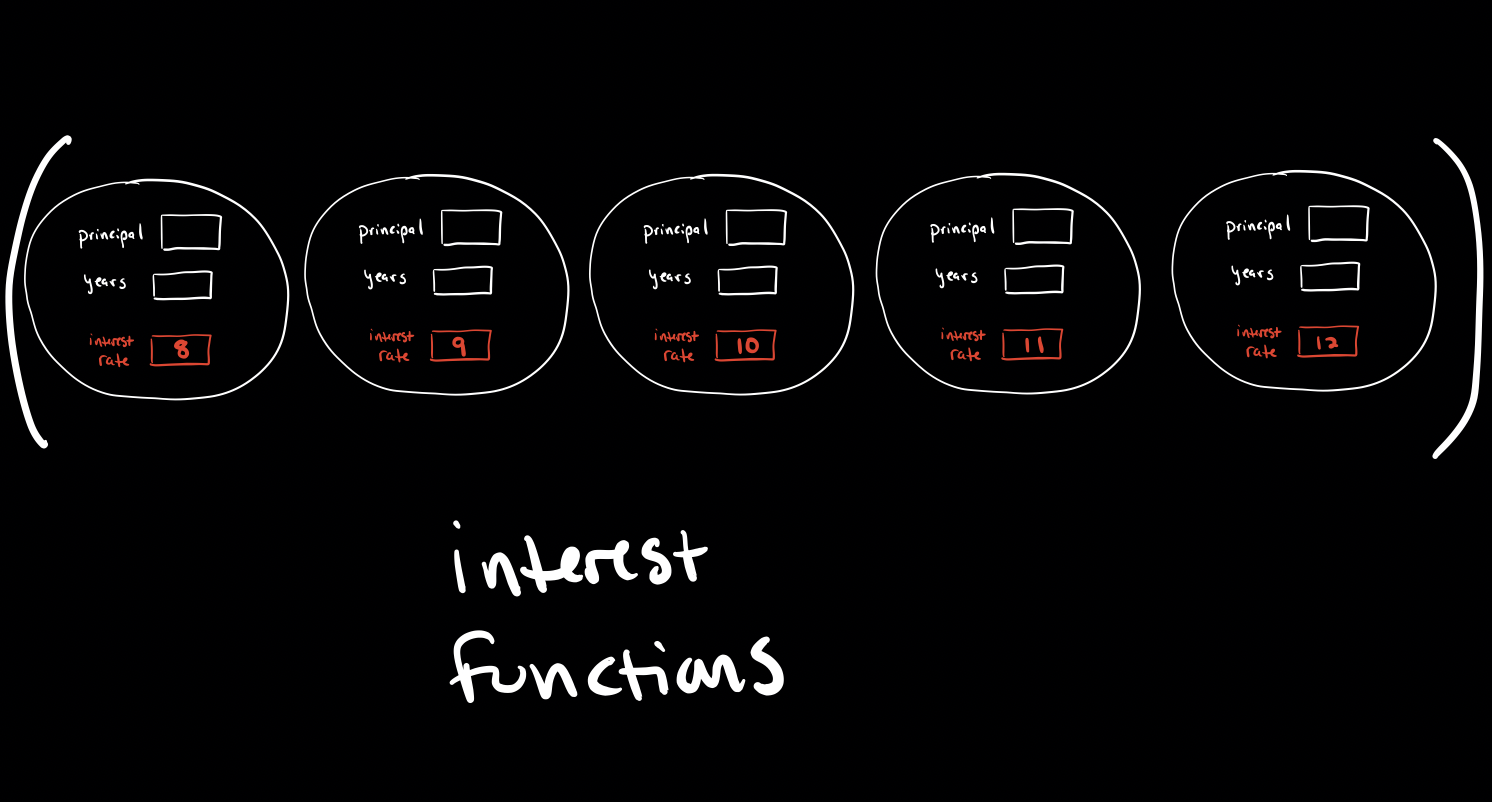 principal
years
interest
rate 8
principal
years
interest
rate 9
principal
years
interest
rate 10
principal
years
interest
rate 11
principal
years
interest
rate 12
interest
functions